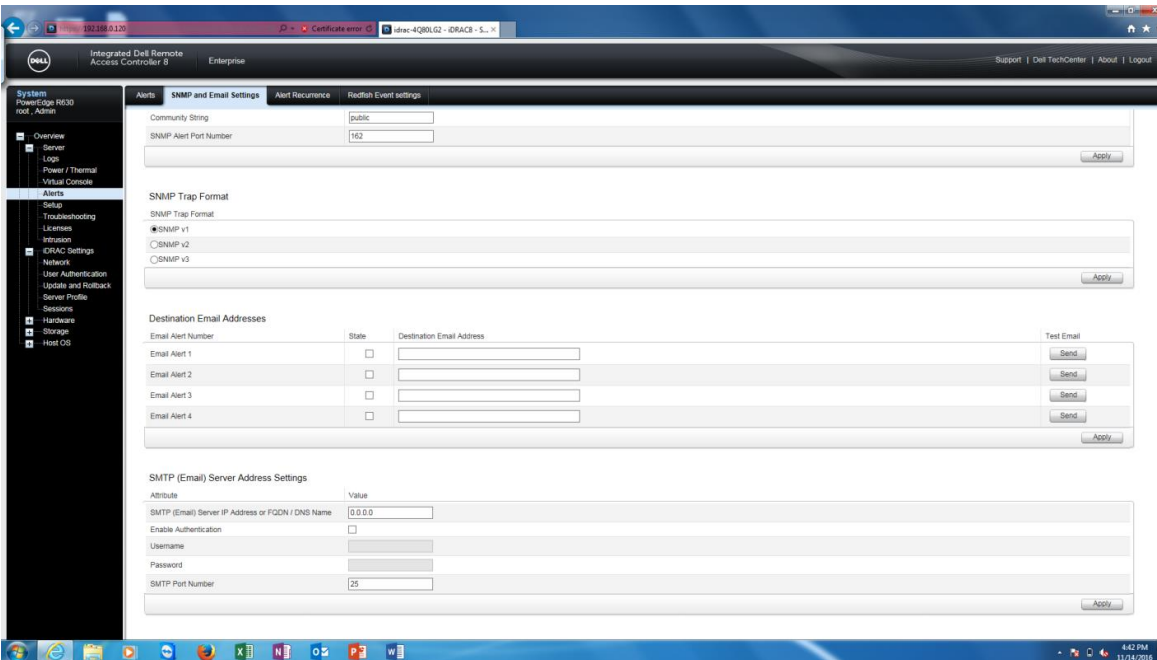 https://192.168.0.120
Certificate error
idrac-4Q80LG2 - iDRAC8 - S...
DELL
Integrated Dell Remote
Access Controller 8
Enterprise
Support | Dell TechCenter | About | Logout
System
PowerEdge R630
root , Admin
Overview
Server
Logs
Power / Thermal
Virtual Console
Alerts
Setup
Troubleshooting
Licenses
Intrusion
iDRAC Settings
Network
User Authentication
Update and Rollback
Server Profile
Sessions
Hardware
Storage
Host OS
Alerts SNMP and Email Settings Alert Recurrence Redfish Event settings
Community String public
SNMP Alert Port Number 162
Apply
SNMP Trap Format
SNMP Trap Format
SNMP v1
SNMP v2
SNMP v3
Apply
Destination Email Addresses
Email Alert Number State Destination Email Address Test Email
Email Alert 1 Send
Email Alert 2 Send
Email Alert 3 Send
Email Alert 4 Send
Apply
SMTP (Email) Server Address Settings
Attribute Value
SMTP (Email) Server IP Address or FQDN / DNS Name 0.0.0.0
Enable Authentication
Username
Password
SMTP Port Number 25
Apply
4:42 PM
11/14/2016